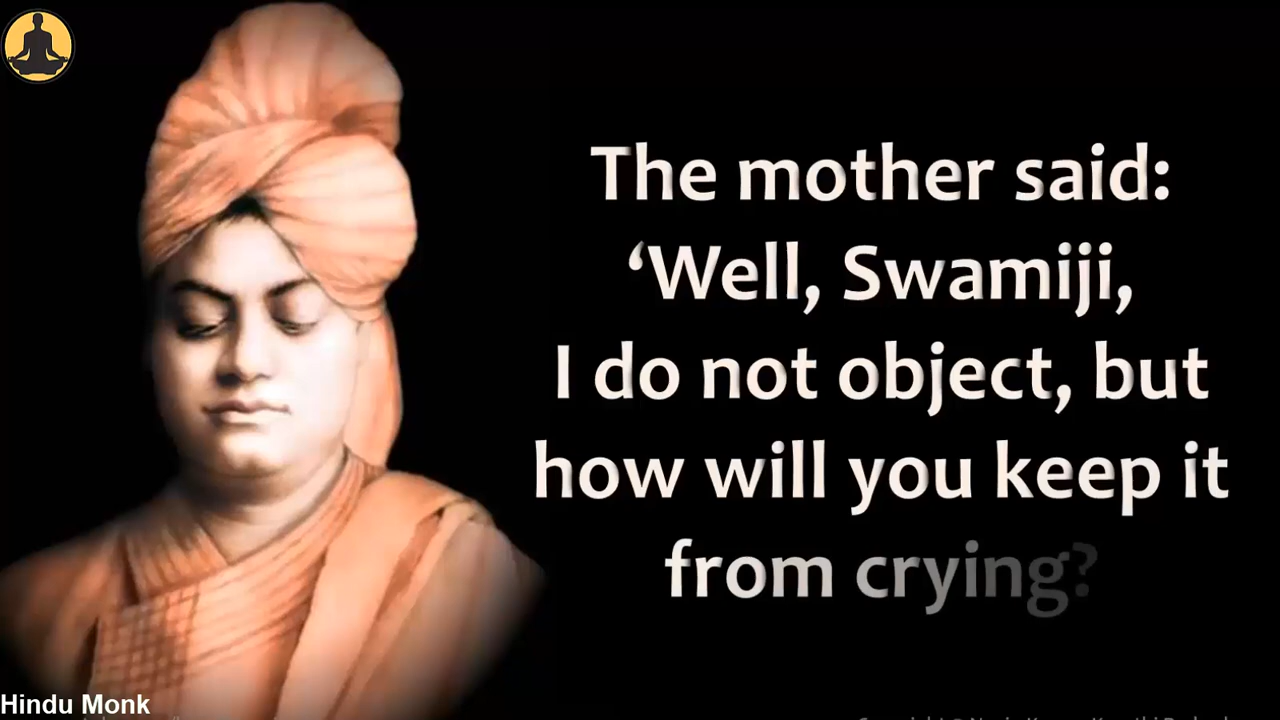 The mother said:
‘Well, Swamiji,
I do not object, but
how will you keep it
from crying?
Hindu Monk